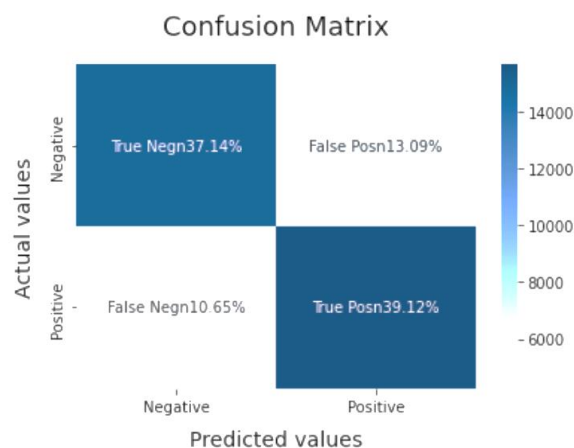 Confusion Matrix
Actual values
Negative
True Negn37.14%
False Posn13.09%
Positive
False Negn10.65%
True Posn39.12%
Negative
Positive
Predicted values
14000
12000
10000
8000
6000